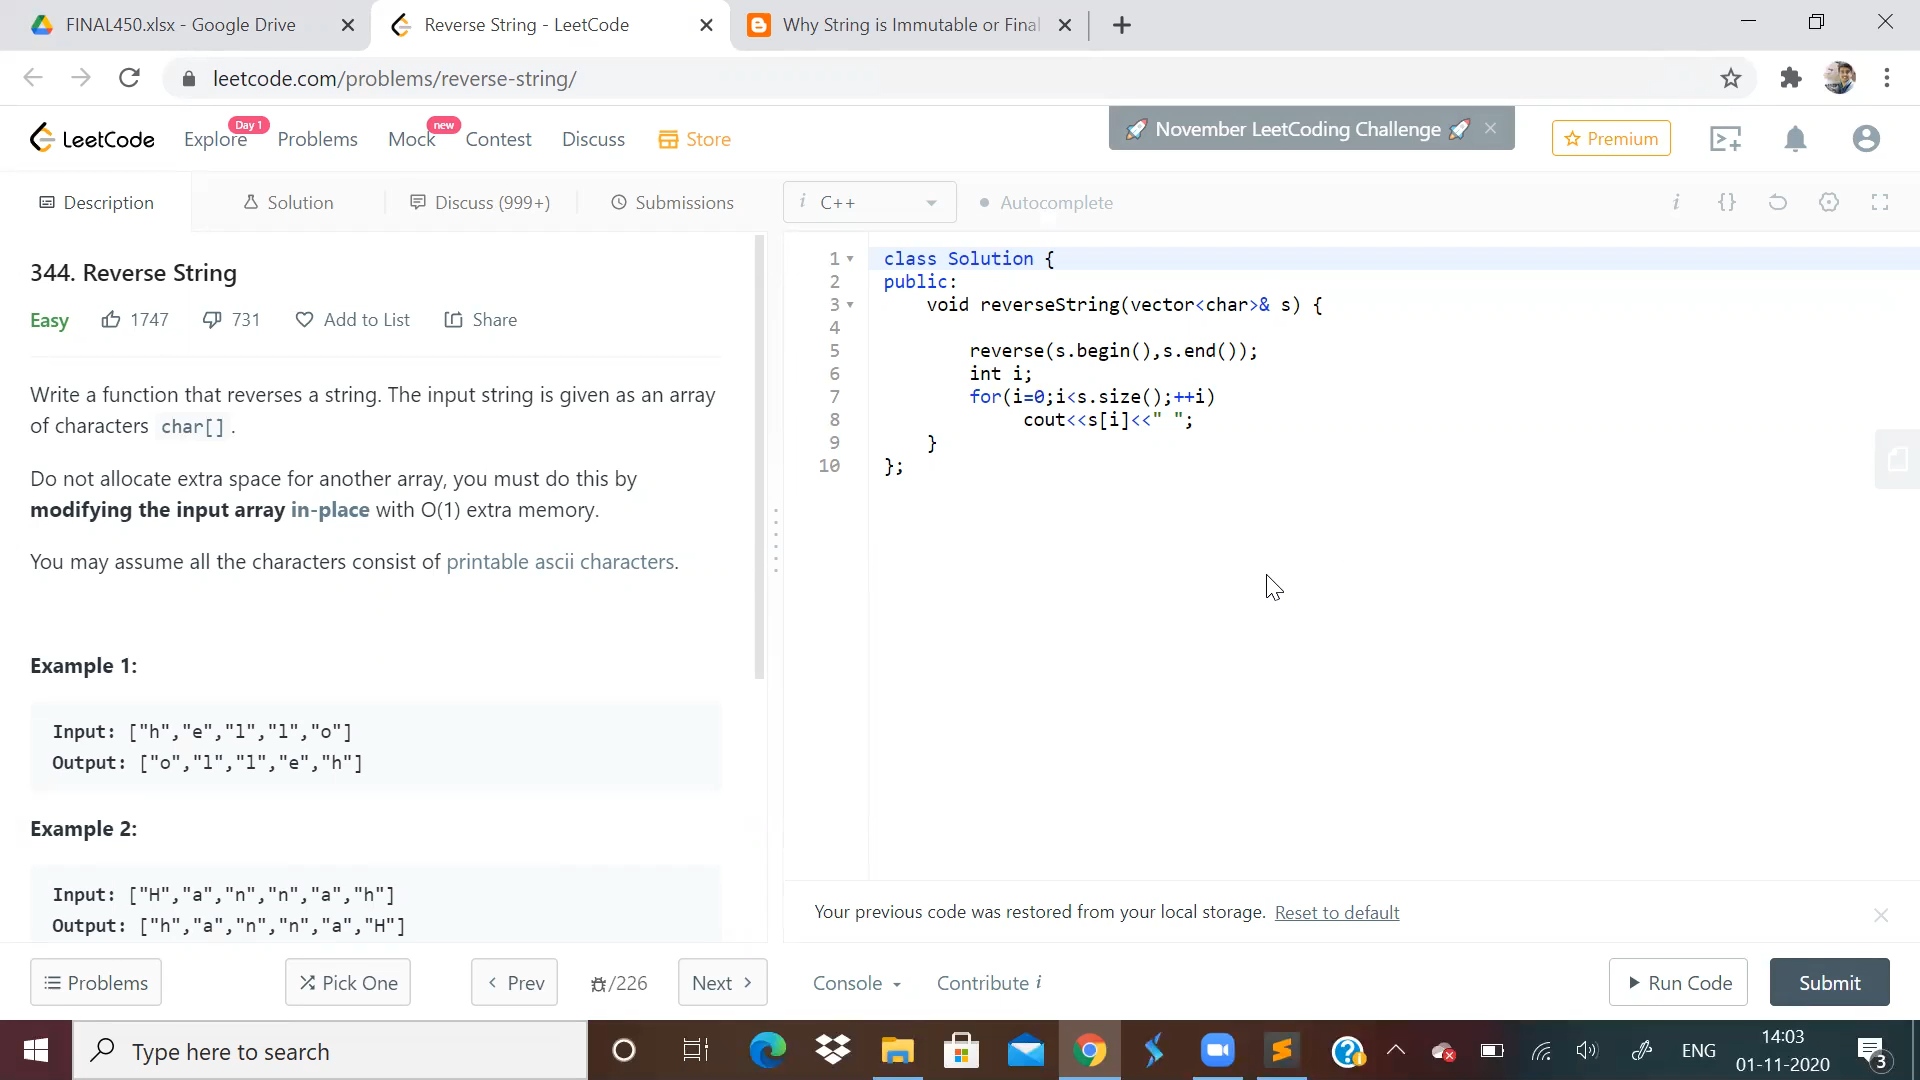 FINAL450.xlsx - Google Drive
Reverse String - LeetCode
Why String is Immutable or Final
leetcode.com/problems/reverse-string/
LeetCode
Explore
Day 1
Problems
Mock
new
Contest
Discuss
Store
🚀 November LeetCoding Challenge 🚀
Premium
Description
Solution
Discuss (999+)
Submissions
i C++
Autocomplete
344. Reverse String
Easy
1747
731
Add to List
Share
Write a function that reverses a string. The input string is given as an array
of characters char[] .
Do not allocate extra space for another array, you must do this by
modifying the input array in-place with O(1) extra memory.
You may assume all the characters consist of printable ascii characters.
Example 1:
Input: ["h","e","l","l","o"]
Output: ["o","l","l","e","h"]
Example 2:
Input: ["H","a","n","n","a","h"]
Output: ["h","a","n","n","a","H"]
1 class Solution {
2 public:
3 void reverseString(vector<char>& s) {
4
5 reverse(s.begin(),s.end());
6 int i;
7 for(i=0;i<s.size();++i)
8 cout<<s[i]<<" ";
9 }
10 };
Your previous code was restored from your local storage. Reset to default
Problems
Pick One
Prev
/226
Next
Console
Contribute i
Run Code
Submit
Type here to search
ENG
14:03
01-11-2020
3